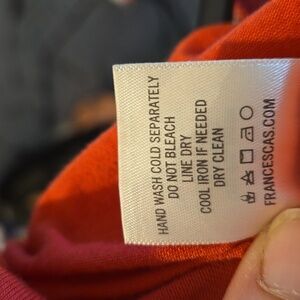 HAND WASH COLD SEPARATELY
DO NOT BLEACH
LINE DRY
COOL IRON IF NEEDED
DRY CLEAN
FRANCESCAS.COM